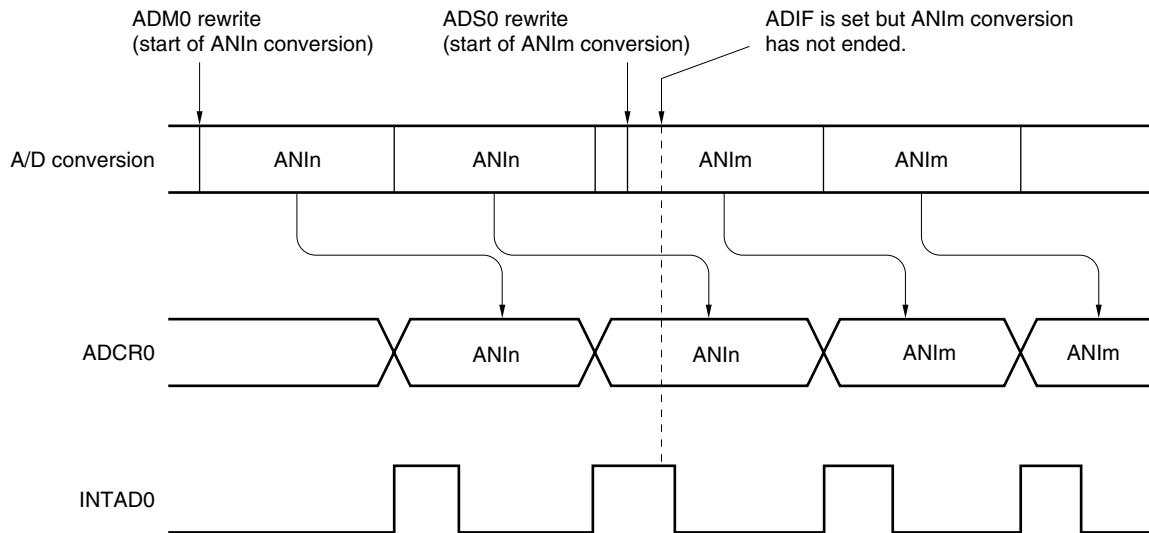 ADM0 rewrite
(start of ANIn conversion)
ADS0 rewrite
(start of ANIm conversion)
ADIF is set but ANIm conversion
has not ended.
A/D conversion
ANIn
ANIn
ANIm
ANIm
ADCR0
ANIn
ANIn
ANIm
ANIm
INTAD0